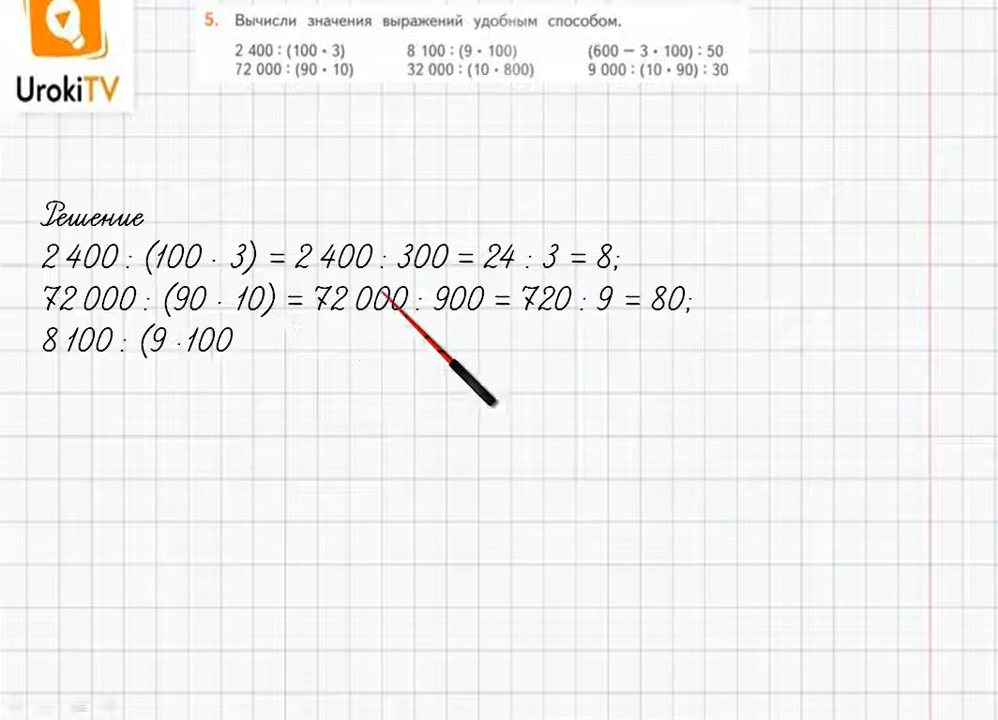 5. Вычисли значения выражений удобным способом.
2 400 : (100 · 3) 8 100 : (9 · 100) (600 − 3 · 100) : 50
72 000 : (90 · 10) 32 000 : (10 · 800) 9 000 : (10 · 90) : 30
UrokiTV
Решение
2 400 : (100 · 3) = 2 400 : 300 = 24 : 3 = 8;
72 000 : (90 · 10) = 72 000 : 900 = 720 : 9 = 80;
8 100 : (9 · 100